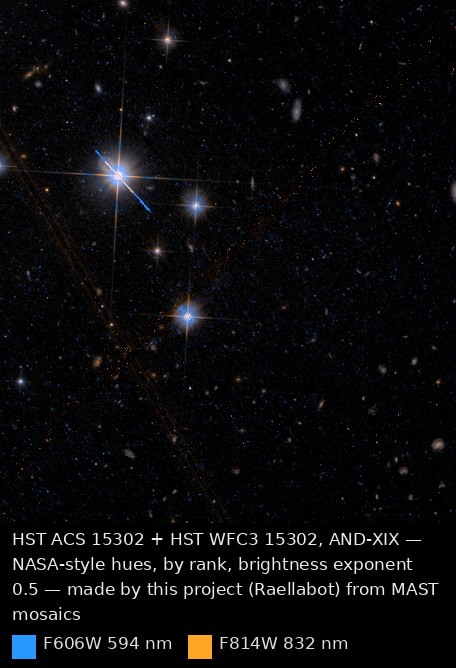 HST ACS 15302 + HST WFC3 15302, AND-XIX —
NASA-style hues, by rank, brightness exponent
0.5 — made by this project (Raellabot) from MAST
mosaics
F606W 594 nm F814W 832 nm